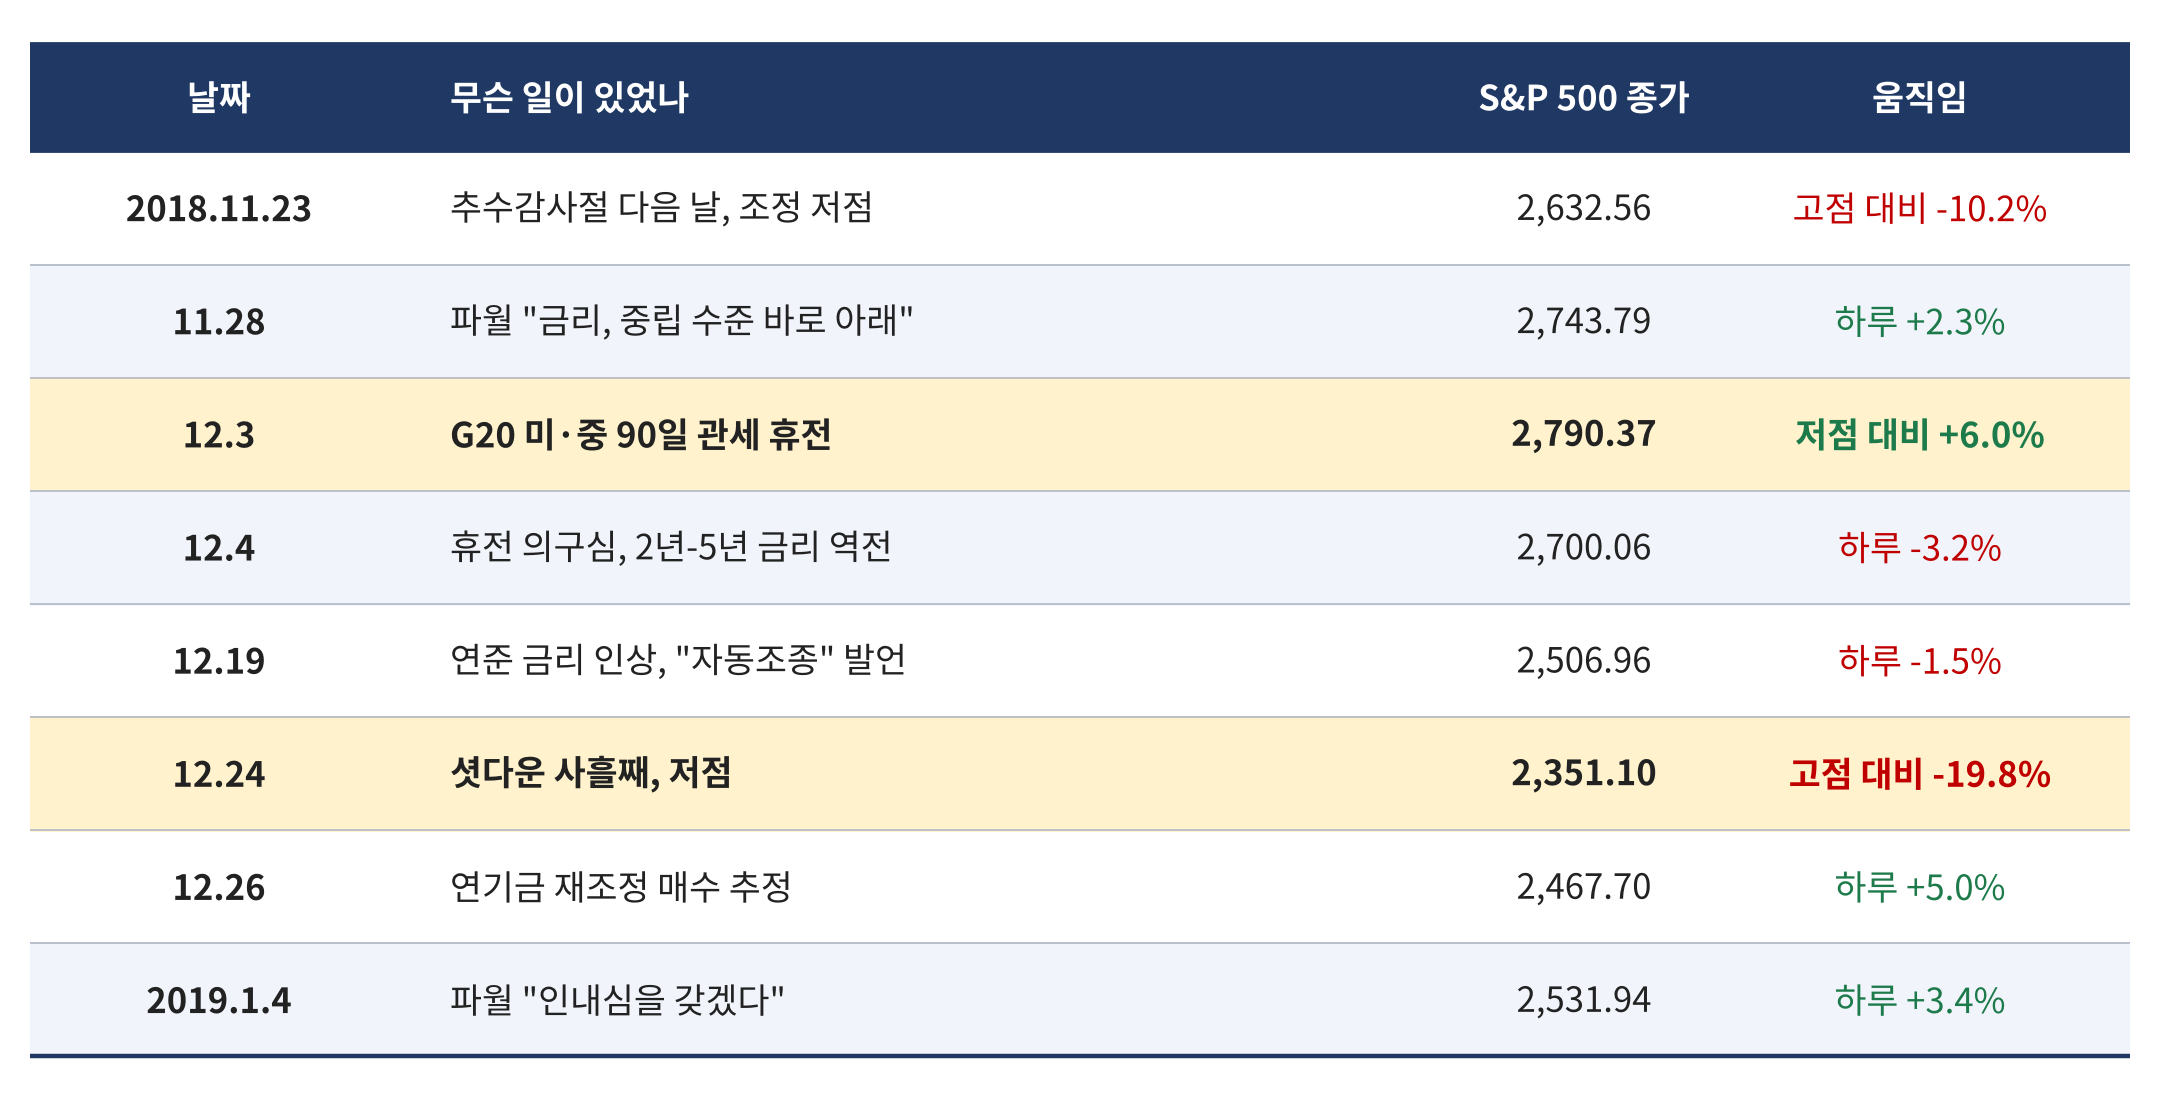 날짜 무슨 일이 있었나 S&P 500 종가 움직임
2018.11.23 추수감사절 다음 날, 조정 저점 2,632.56 고점 대비 -10.2%
11.28 파월 "금리, 중립 수준 바로 아래" 2,743.79 하루 +2.3%
12.3 G20 미·중 90일 관세 휴전 2,790.37 저점 대비 +6.0%
12.4 휴전 의구심, 2년-5년 금리 역전 2,700.06 하루 -3.2%
12.19 연준 금리 인상, "자동조종" 발언 2,506.96 하루 -1.5%
12.24 셧다운 사흘째, 저점 2,351.10 고점 대비 -19.8%
12.26 연기금 재조정 매수 추정 2,467.70 하루 +5.0%
2019.1.4 파월 "인내심을 갖겠다" 2,531.94 하루 +3.4%